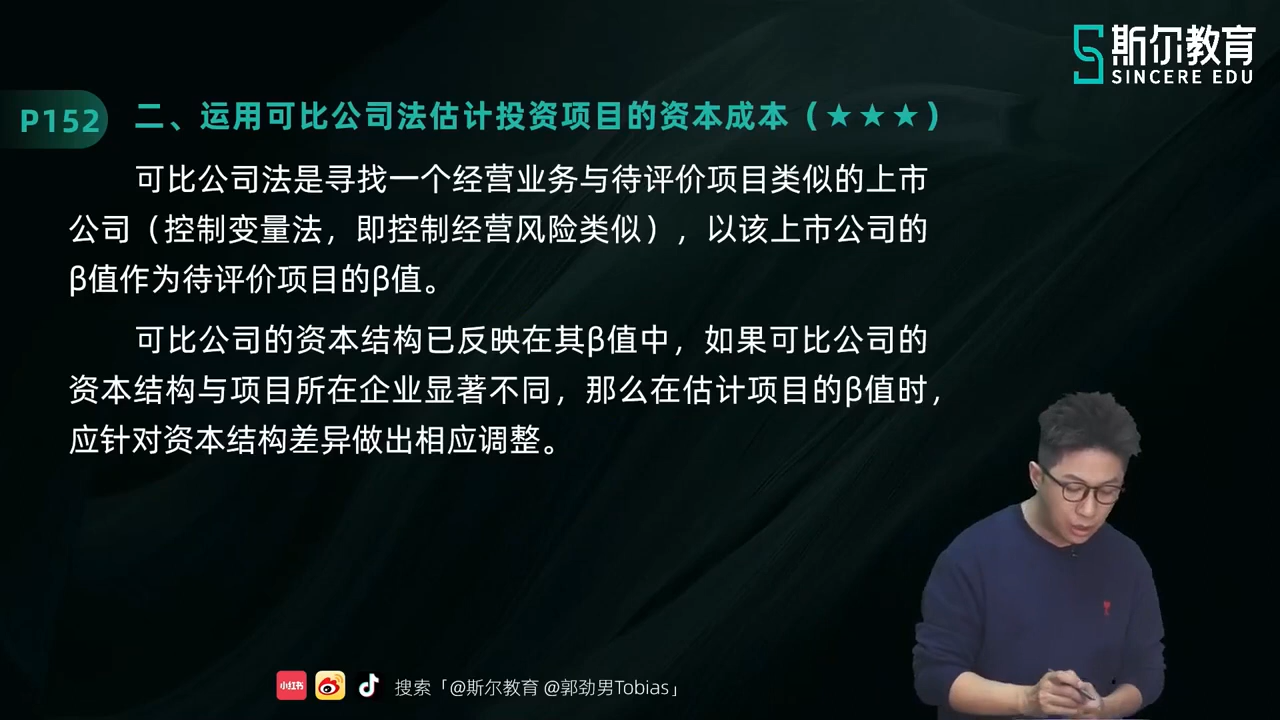 斯尔教育
SINCERE EDU
P152
二、运用可比公司法估计投资项目的资本成本（★★★）
可比公司法是寻找一个经营业务与待评价项目类似的上市
公司（控制变量法，即控制经营风险类似），以该上市公司的
β值作为待评价项目的β值。
可比公司的资本结构已反映在其β值中，如果可比公司的
资本结构与项目所在企业显著不同，那么在估计项目的β值时，
应针对资本结构差异做出相应调整。
小红书
搜索「@斯尔教育 @郭劲男Tobias」